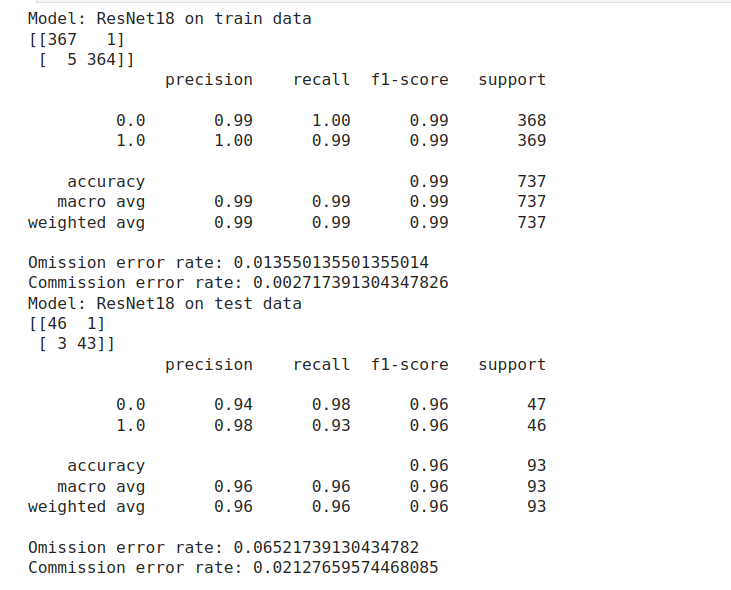 Model: ResNet18 on train data
[[367   1]
 [  5 364]]
              precision    recall  f1-score   support

         0.0       0.99      1.00      0.99       368
         1.0       1.00      0.99      0.99       369

    accuracy                           0.99       737
   macro avg       0.99      0.99      0.99       737
weighted avg       0.99      0.99      0.99       737

Omission error rate: 0.013550135501355014
Commission error rate: 0.002717391304347826
Model: ResNet18 on test data
[[46  1]
 [ 3 43]]
              precision    recall  f1-score   support

         0.0       0.94      0.98      0.96        47
         1.0       0.98      0.93      0.96        46

    accuracy                           0.96        93
   macro avg       0.96      0.96      0.96        93
weighted avg       0.96      0.96      0.96        93

Omission error rate: 0.06521739130434782
Commission error rate: 0.02127659574468085